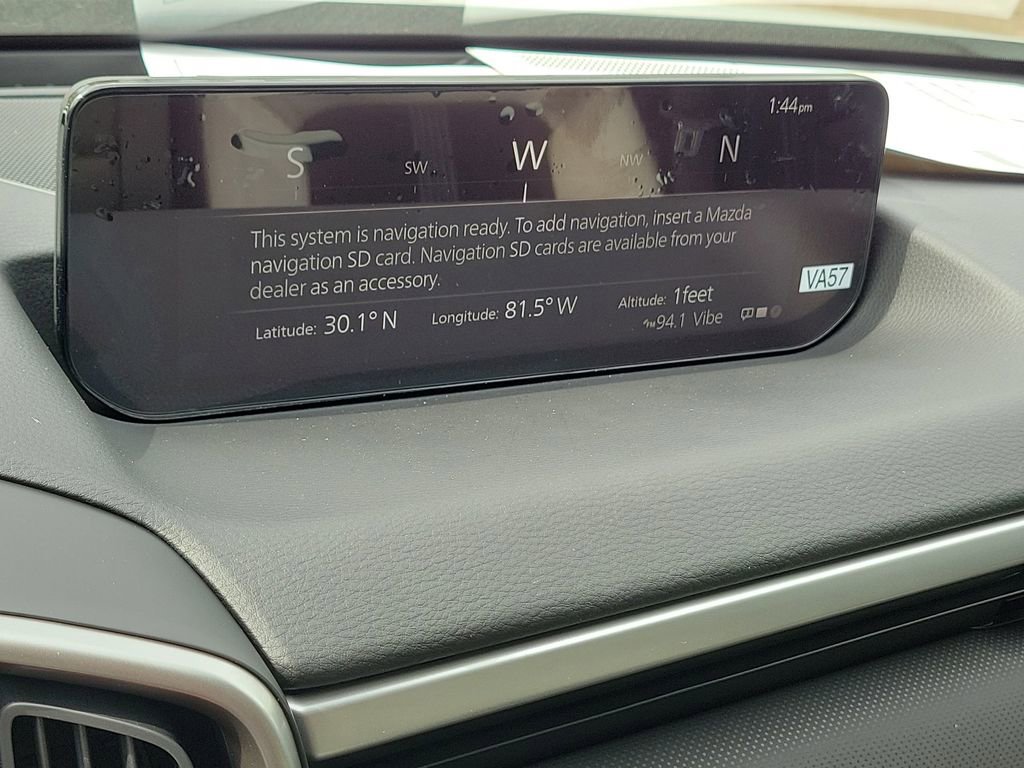 1:44pm
S SW W NW N
This system is navigation ready. To add navigation, insert a Mazda
navigation SD card. Navigation SD cards are available from your
dealer as an accessory.
VA57
Latitude: 30.1° N Longitude: 81.5° W Altitude: 1feet
FM 94.1 Vibe